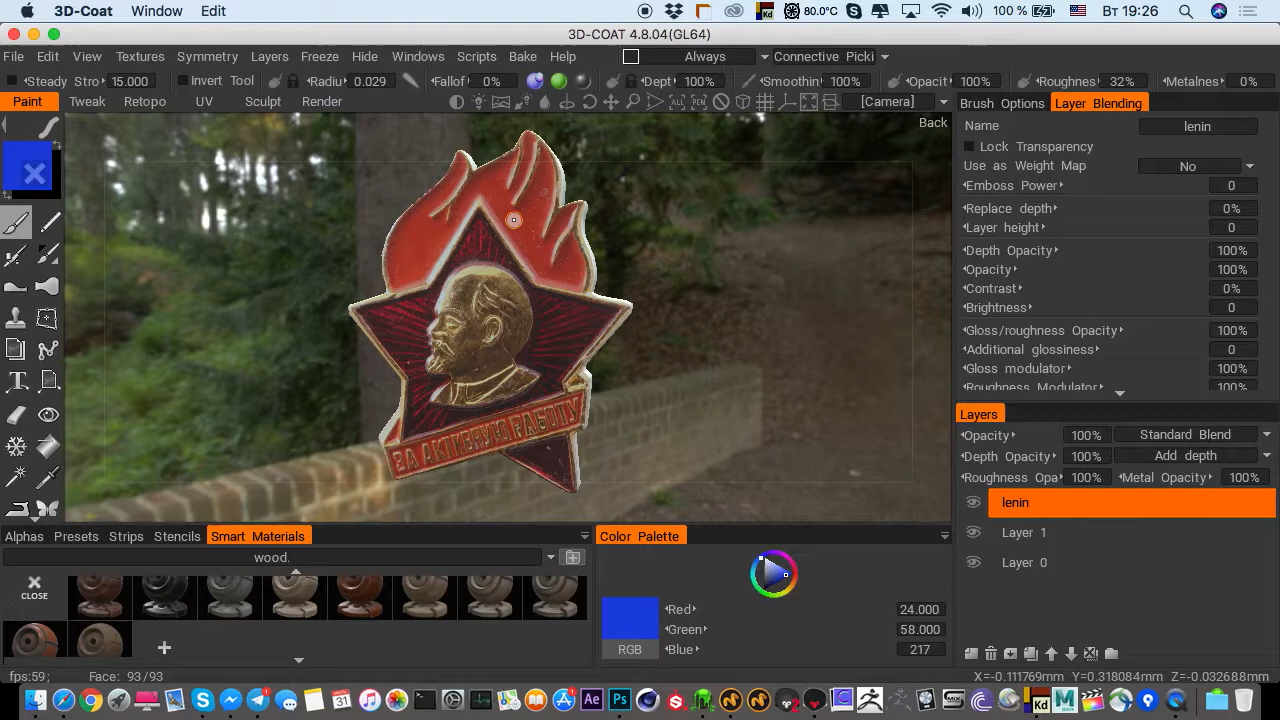 3D-Coat Window Edit 80.0°C 100 % Вт 19:26
3D-COAT 4.8.04(GL64)
File Edit View Textures Symmetry Layers Freeze Hide Windows Scripts Bake Help Always Connective Picki
Steady Stro 15.000 Invert Tool Radiu 0.029 Fallof 0% Dept 100% Smoothin 100% Opacit 100% Roughnes 32% Metalnes 0%
Paint Tweak Retopo UV Sculpt Render [Camera] Brush Options Layer Blending
Back
Name lenin
Lock Transparency
Use as Weight Map No
Emboss Power 0
Replace depth 0%
Layer height 0
Depth Opacity 100%
Opacity 100%
Contrast 0%
Brightness 0
Gloss/roughness Opacity 100%
Additional glossiness 0
Gloss modulator 100%
Roughness Modulator 100%
Layers
Opacity 100% Standard Blend
Depth Opacity 100% Add depth
Roughness Opa 100% Metal Opacity 100%
lenin
Layer 1
Layer 0
Alphas Presets Strips Stencils Smart Materials Color Palette
wood.
CLOSE
Red 24.000
Green 58.000
RGB Blue 217
fps:59; Face: 93/93 X=-0.111769m Y=0.318084m Z=-0.032688m